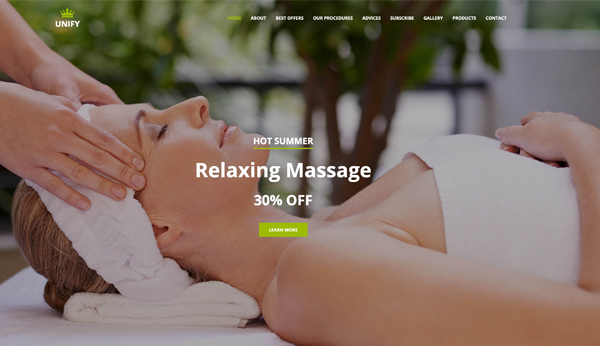 UNIFY
HOME ABOUT BEST OFFERS OUR PROCEDURES ADVICES SUBSCRIBE GALLERY PRODUCTS CONTACT
HOT SUMMER
Relaxing Massage
30% OFF
LEARN MORE